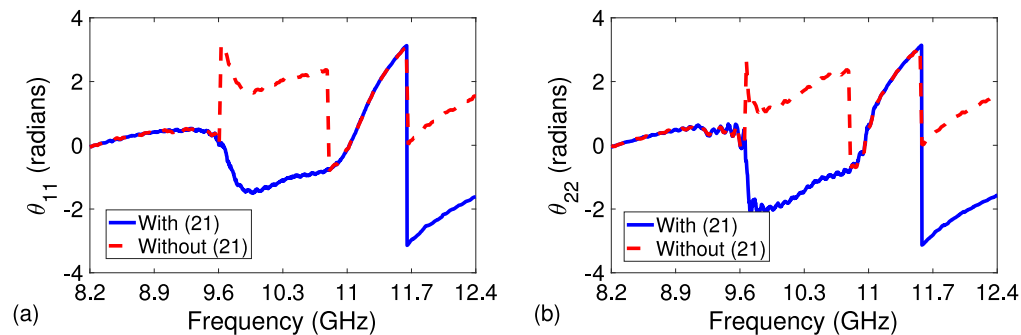 4
2
0
-2
-4
θ11 (radians)
With (21)
Without (21)
8.2 8.9 9.6 10.3 11 11.7 12.4
(a) Frequency (GHz)
4
2
0
-2
-4
θ22 (radians)
With (21)
Without (21)
8.2 8.9 9.6 10.3 11 11.7 12.4
(b) Frequency (GHz)